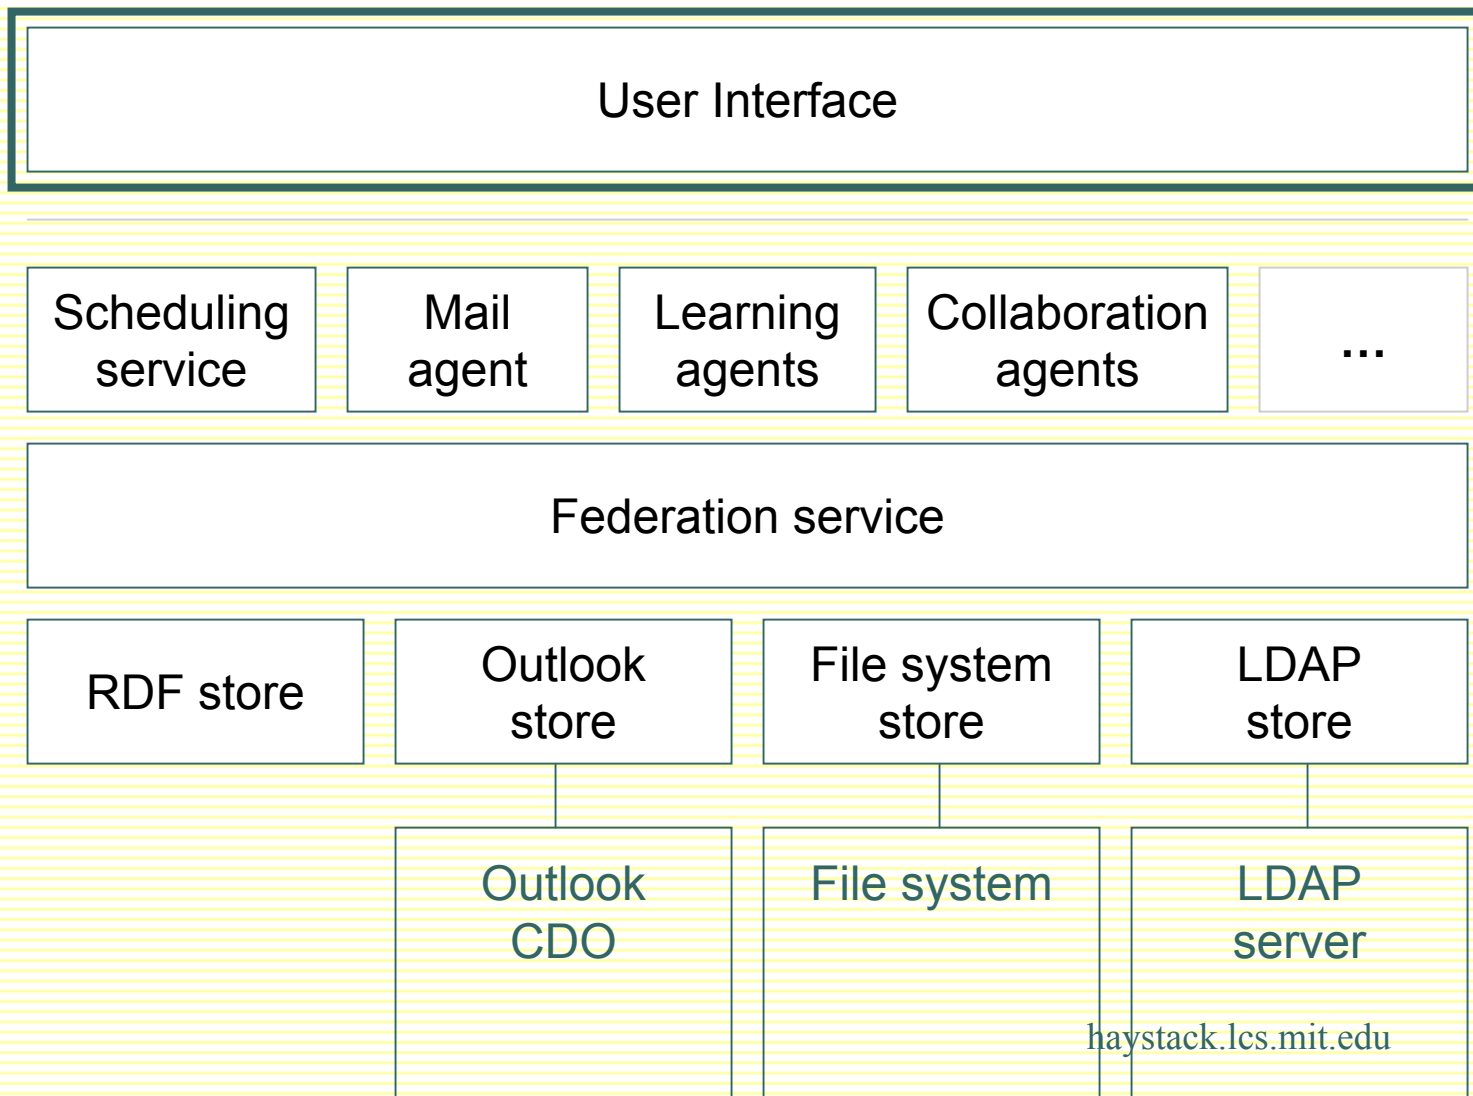 User Interface
Scheduling
service
Mail
agent
Learning
agents
Collaboration
agents
...
Federation service
RDF store
Outlook
store
File system
store
LDAP
store
Outlook
CDO
File system
LDAP
server
haystack.lcs.mit.edu